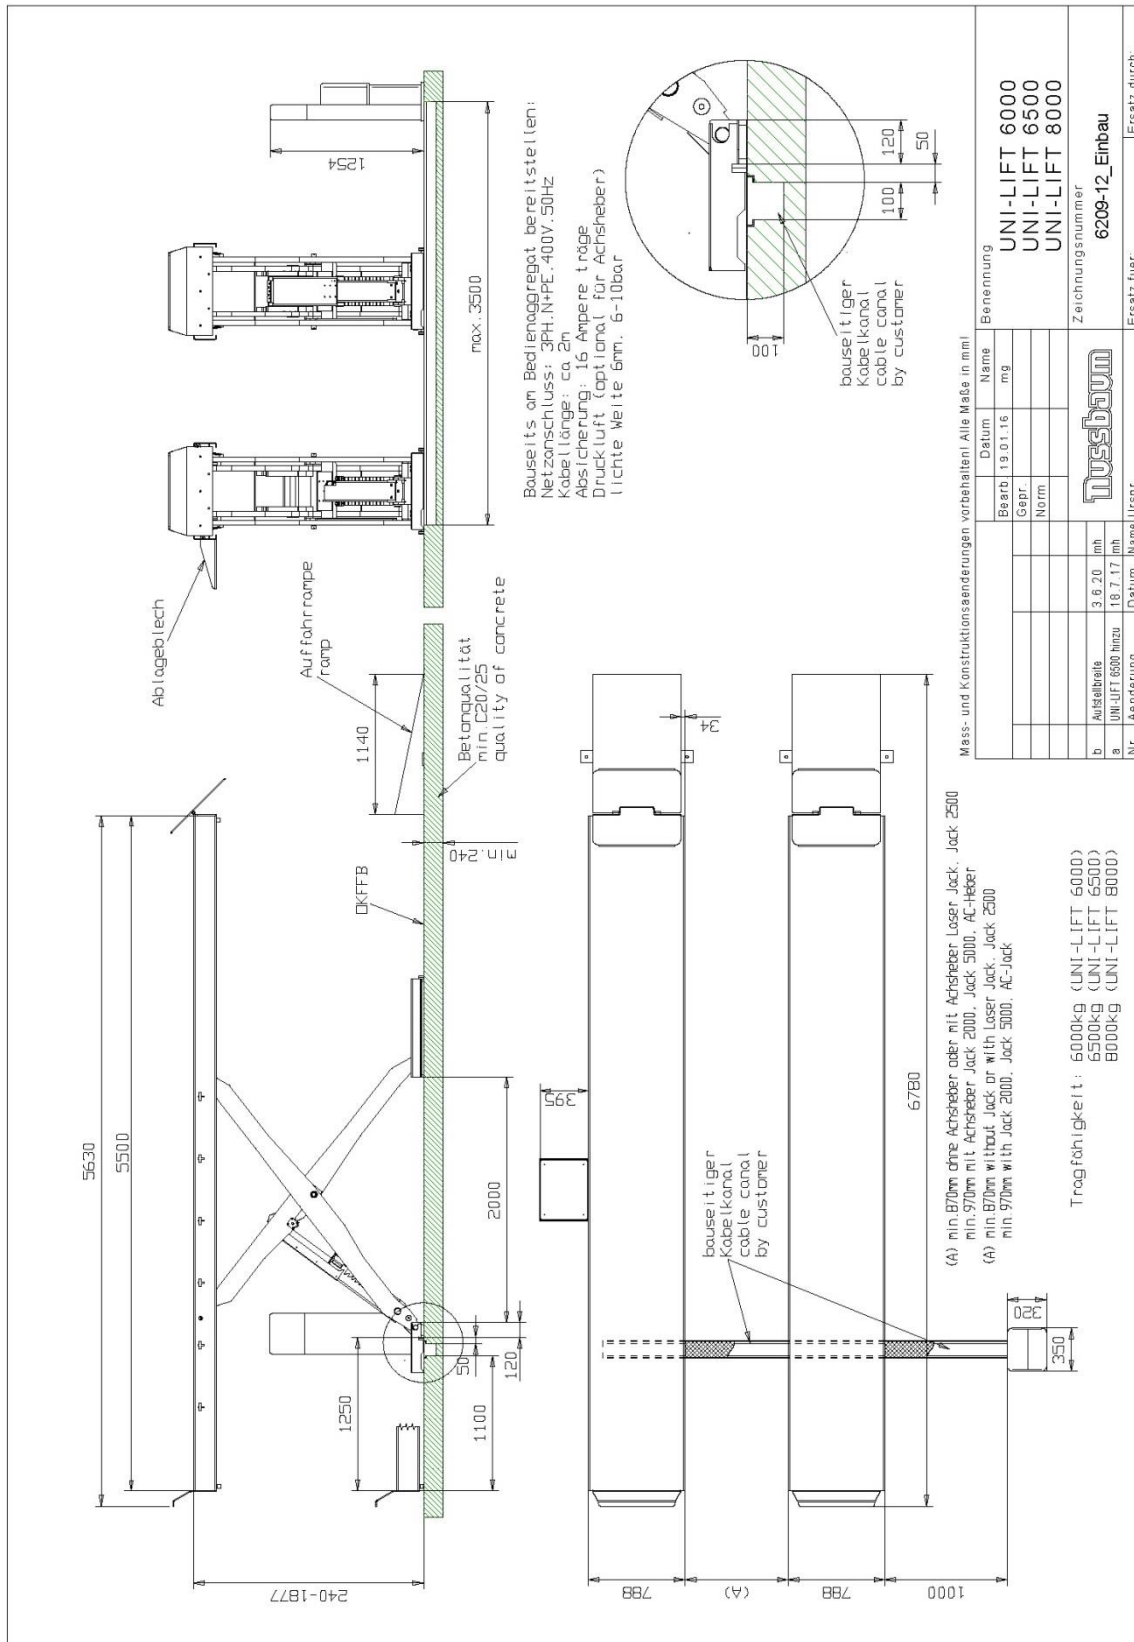 5630
5500
240-1877
1250
50
120
1100
2000
OKFFB
min.240
1140
Ablageblech
Auffahrrampe
ramp
Betonqualität
min.C20/25
quality of concrete
1254
max.3500
Bauseits am Bedienaggregat bereitstellen:
Netzanschluss: 3PH.N+PE.400V.50Hz
Kabellänge: ca 2m
Absicherung: 16 Ampere träge
Druckluft (optional für Achsheber)
lichte Weite 6mm. 6-10bar
100
bauseitiger
Kabelkanal
cable canal
by customer
100
120
50
788
(A)
788
1000
395
bauseitiger
Kabelkanal
cable canal
by customer
6780
34
350
320
(A) min.870mm ohne Achsheber oder mit Achsheber Laser Jack. Jack 2500
min.970mm mit Achsheber Jack 2000. Jack 5000. AC-Heber
(A) min.870mm without Jack or with Laser Jack. Jack 2500
min.970mm with Jack 2000. Jack 5000. AC-Jack
Tragfähigkeit: 6000kg (UNI-LIFT 6000)
6500kg (UNI-LIFT 6500)
8000kg (UNI-LIFT 8000)
Mass- und Konstruktionsaenderungen vorbehalten! Alle Maße in mm!
Datum Name
Bearb. 19.01.16 mg
Gepr.
Norm
Benennung
UNI-LIFT 6000
UNI-LIFT 6500
UNI-LIFT 8000
b Aufstellbreite 3.6.20 mh
a UNI-LIFT 6500 hinzu 18.7.17 mh
Nussbaum
Zeichnungsnummer
6209-12_Einbau
Nr. Aenderung Datum Name Urspr.
Ersatz fuer: Ersatz durch: